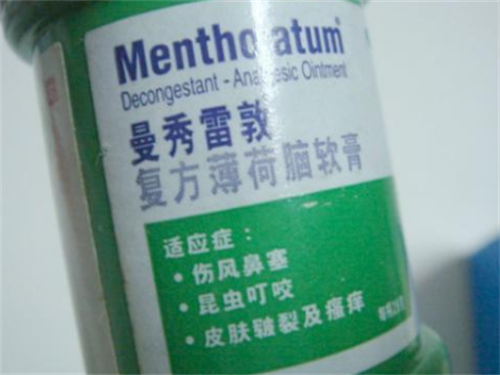 Mentholatum
Decongestant - Analgesic Ointment
曼秀雷敦
复方薄荷脑软膏
适应症：
· 伤风鼻塞
· 昆虫叮咬
· 皮肤皲裂及瘙痒